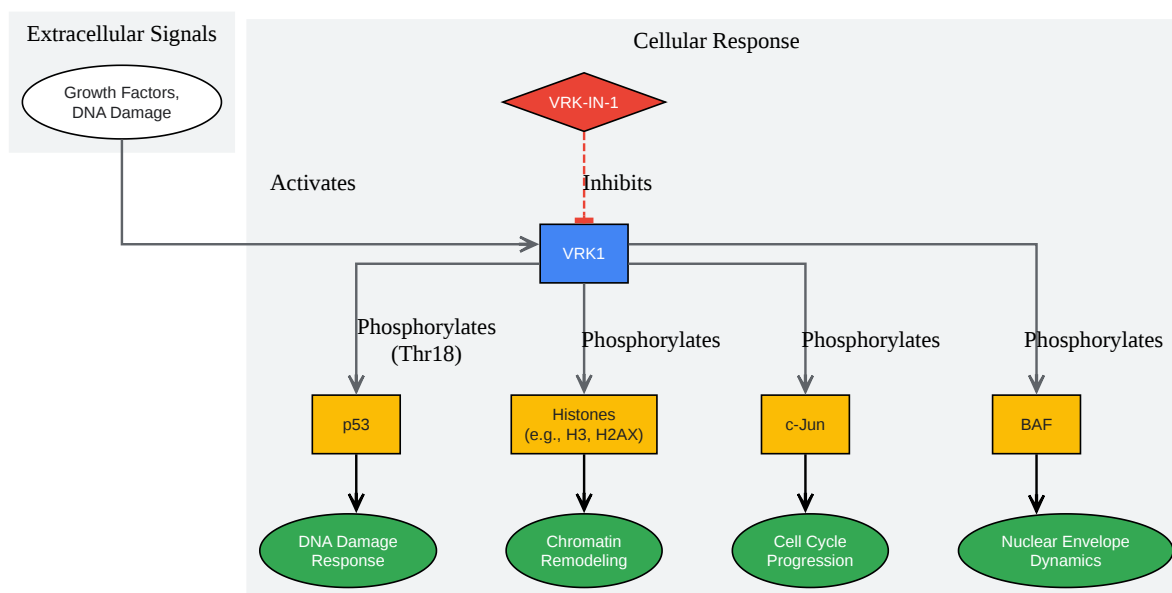 Extracellular Signals
Cellular Response
Growth Factors,
DNA Damage
VRK-IN-1
Activates
Inhibits
VRK1
Phosphorylates
(Thr18)
Phosphorylates
Phosphorylates
Phosphorylates
p53
Histones
(e.g., H3, H2AX)
c-Jun
BAF
DNA Damage
Response
Chromatin
Remodeling
Cell Cycle
Progression
Nuclear Envelope
Dynamics